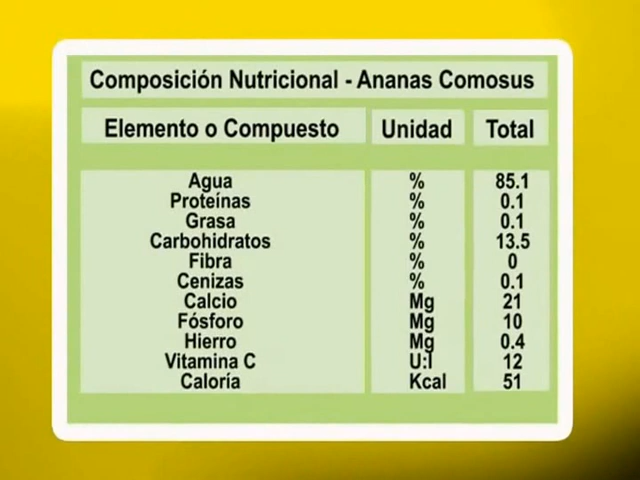 Composición Nutricional - Ananas Comosus
Elemento o Compuesto Unidad Total
Agua % 85.1
Proteínas % 0.1
Grasa % 0.1
Carbohidratos % 13.5
Fibra % 0
Cenizas % 0.1
Calcio Mg 21
Fósforo Mg 10
Hierro Mg 0.4
Vitamina C U:I 12
Caloría Kcal 51